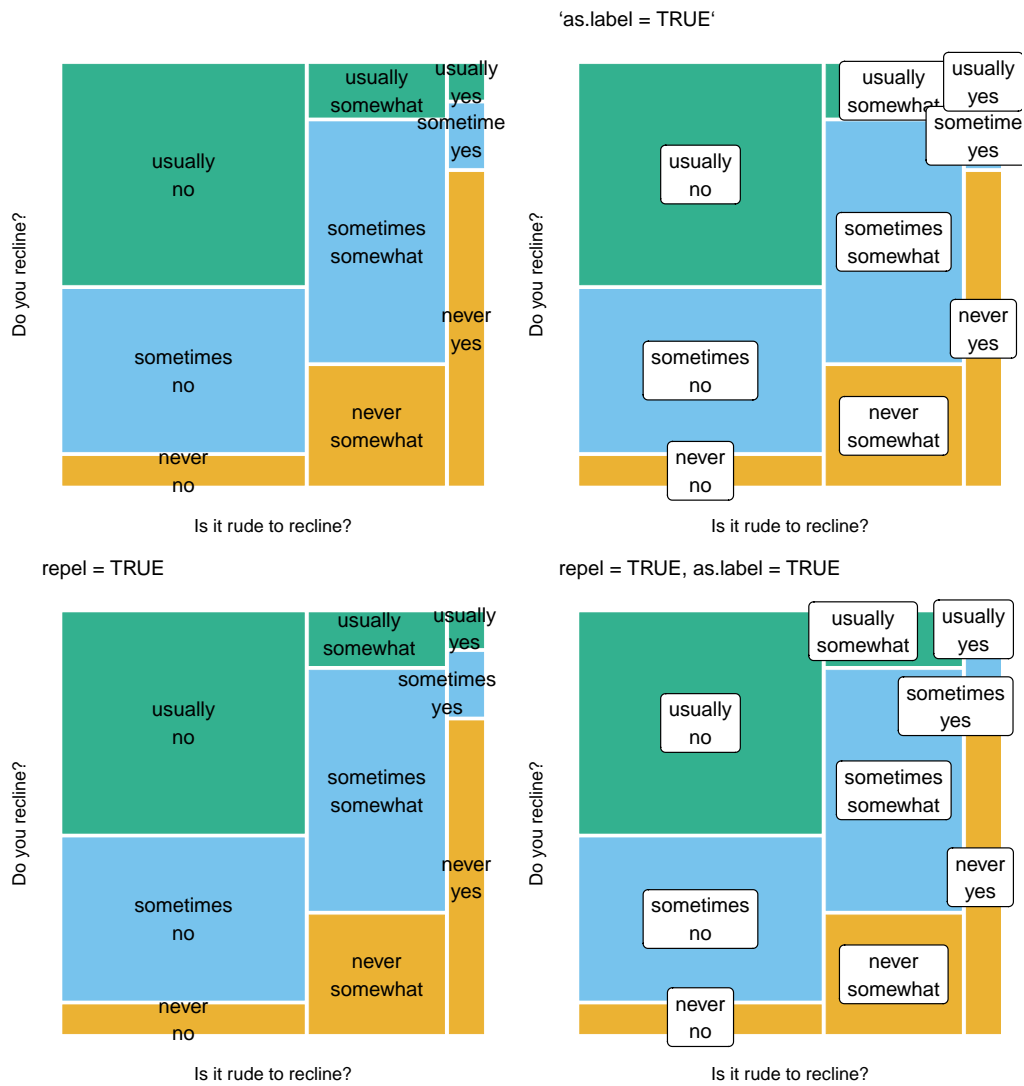 ‘as.label = TRUE‘
Do you recline?
usually
no
sometimes
no
never
no
usually
somewhat
sometimes
somewhat
never
somewhat
usually
yes
sometime
yes
never
yes
Is it rude to recline?
Do you recline?
usually
no
sometimes
no
never
no
usually
somewhat
sometimes
somewhat
never
somewhat
usually
yes
sometime
yes
never
yes
Is it rude to recline?
repel = TRUE
Do you recline?
usually
no
sometimes
no
never
no
usually
somewhat
sometimes
somewhat
never
somewhat
usually
yes
sometimes
yes
never
yes
Is it rude to recline?
repel = TRUE, as.label = TRUE
Do you recline?
usually
no
sometimes
no
never
no
usually
somewhat
sometimes
somewhat
never
somewhat
usually
yes
sometimes
yes
never
yes
Is it rude to recline?